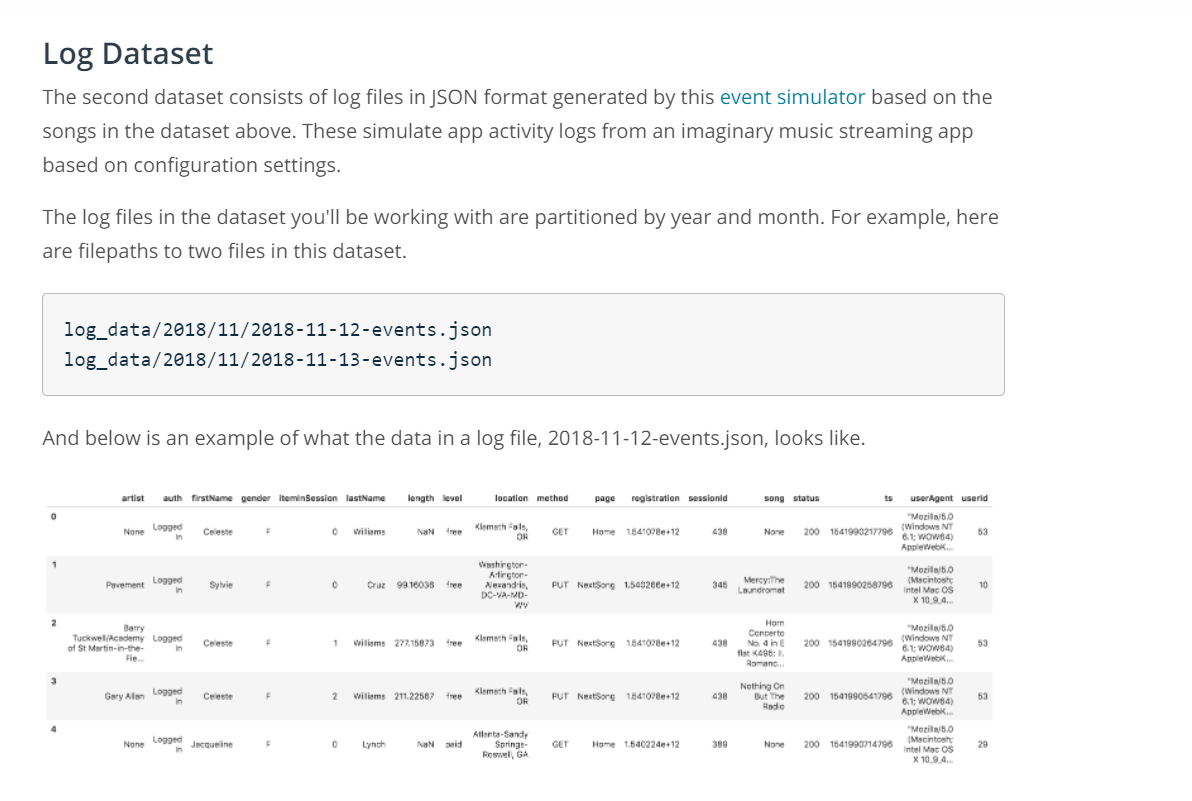 Log Dataset
The second dataset consists of log files in JSON format generated by this event simulator based on the
songs in the dataset above. These simulate app activity logs from an imaginary music streaming app
based on configuration settings.
The log files in the dataset you'll be working with are partitioned by year and month. For example, here
are filepaths to two files in this dataset.
log_data/2018/11/2018-11-12-events.json
log_data/2018/11/2018-11-13-events.json
And below is an example of what the data in a log file, 2018-11-12-events.json, looks like.
artist auth firstName gender itemInSession lastName length level location method page registration sessionId song status ts userAgent userId
0 None Logged In Celeste F 0 Williams NaN free Klamath Falls, OR GET Home 1.541078e+12 438 None 200 1541990217796 "Mozilla/5.0 (Windows NT 6.1; WOW64) AppleWebK... 53
1 Pavement Logged In Sylvie F 0 Cruz 99.16036 free Washington-Arlington-Alexandria, DC-VA-MD-WV PUT NextSong 1.540266e+12 345 Mercy:The Laundromat 200 1541990258796 "Mozilla/5.0 (Macintosh; Intel Mac OS X 10_9_4... 10
2 Barry Tuckwell/Academy of St Martin-in-the-Fie... Logged In Celeste F 1 Williams 277.15873 free Klamath Falls, OR PUT NextSong 1.541078e+12 438 Horn Concerto No. 4 in E flat K495: II. Romanc... 200 1541990264796 "Mozilla/5.0 (Windows NT 6.1; WOW64) AppleWebK... 53
3 Gary Allan Logged In Celeste F 2 Williams 211.22567 free Klamath Falls, OR PUT NextSong 1.541078e+12 438 Nothing On But The Radio 200 1541990541796 "Mozilla/5.0 (Windows NT 6.1; WOW64) AppleWebK... 53
4 None Logged In Jacqueline F 0 Lynch NaN paid Atlanta-Sandy Springs-Roswell, GA GET Home 1.540224e+12 389 None 200 1541990714796 "Mozilla/5.0 (Macintosh; Intel Mac OS X 10_9_4... 29